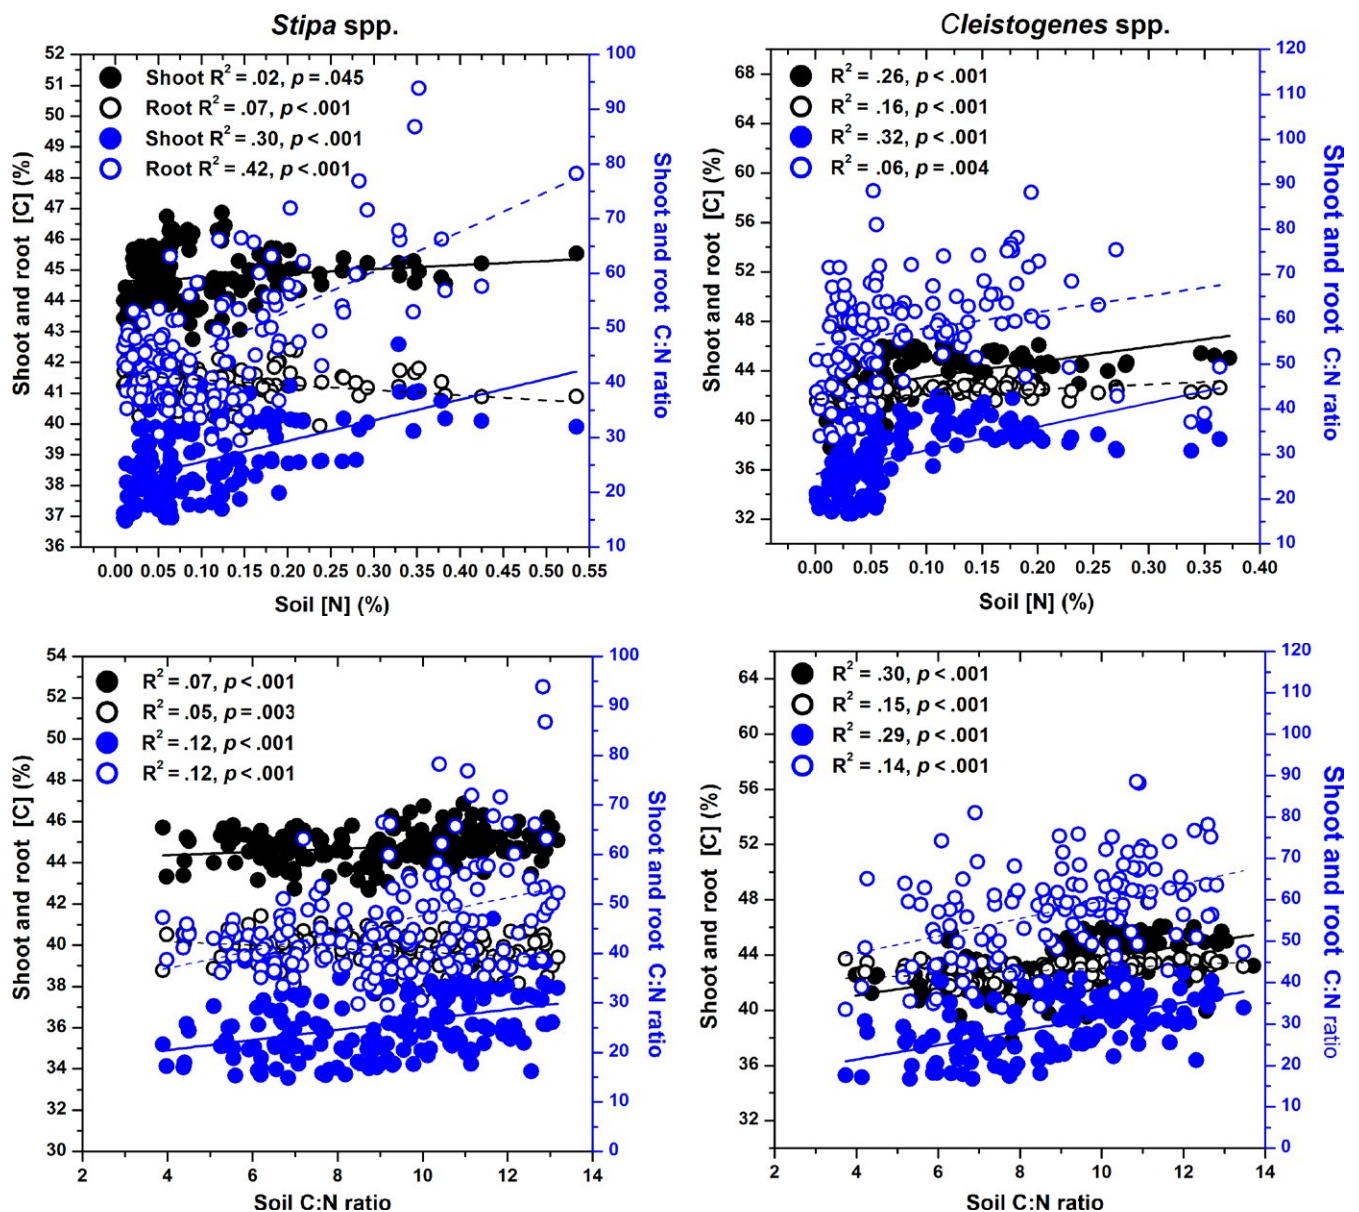 Stipa spp.
Cleistogenes spp.
52
51
50
49
48
47
46
45
44
43
42
41
40
39
38
37
36
Shoot and root [C] (%)
Shoot R² = .02, p = .045
Root R² = .07, p < .001
Shoot R² = .30, p < .001
Root R² = .42, p < .001
100
90
80
70
60
50
40
30
20
10
Shoot and root C:N ratio
0.00 0.05 0.10 0.15 0.20 0.25 0.30 0.35 0.40 0.45 0.50 0.55
Soil [N] (%)
68
64
60
56
52
48
44
40
36
32
Shoot and root [C] (%)
R² = .26, p < .001
R² = .16, p < .001
R² = .32, p < .001
R² = .06, p = .004
120
110
100
90
80
70
60
50
40
30
20
10
Shoot and root C:N ratio
0.00 0.05 0.10 0.15 0.20 0.25 0.30 0.35 0.40
Soil [N] (%)
54
52
50
48
46
44
42
40
38
36
34
32
30
Shoot and root [C] (%)
R² = .07, p < .001
R² = .05, p = .003
R² = .12, p < .001
R² = .12, p < .001
100
90
80
70
60
50
40
30
20
10
0
Shoot and root C:N ratio
2 4 6 8 10 12 14
Soil C:N ratio
64
60
56
52
48
44
40
36
32
Shoot and root [C] (%)
R² = .30, p < .001
R² = .15, p < .001
R² = .29, p < .001
R² = .14, p < .001
120
110
100
90
80
70
60
50
40
30
20
10
0
Shoot and root C:N ratio
2 4 6 8 10 12 14
Soil C:N ratio